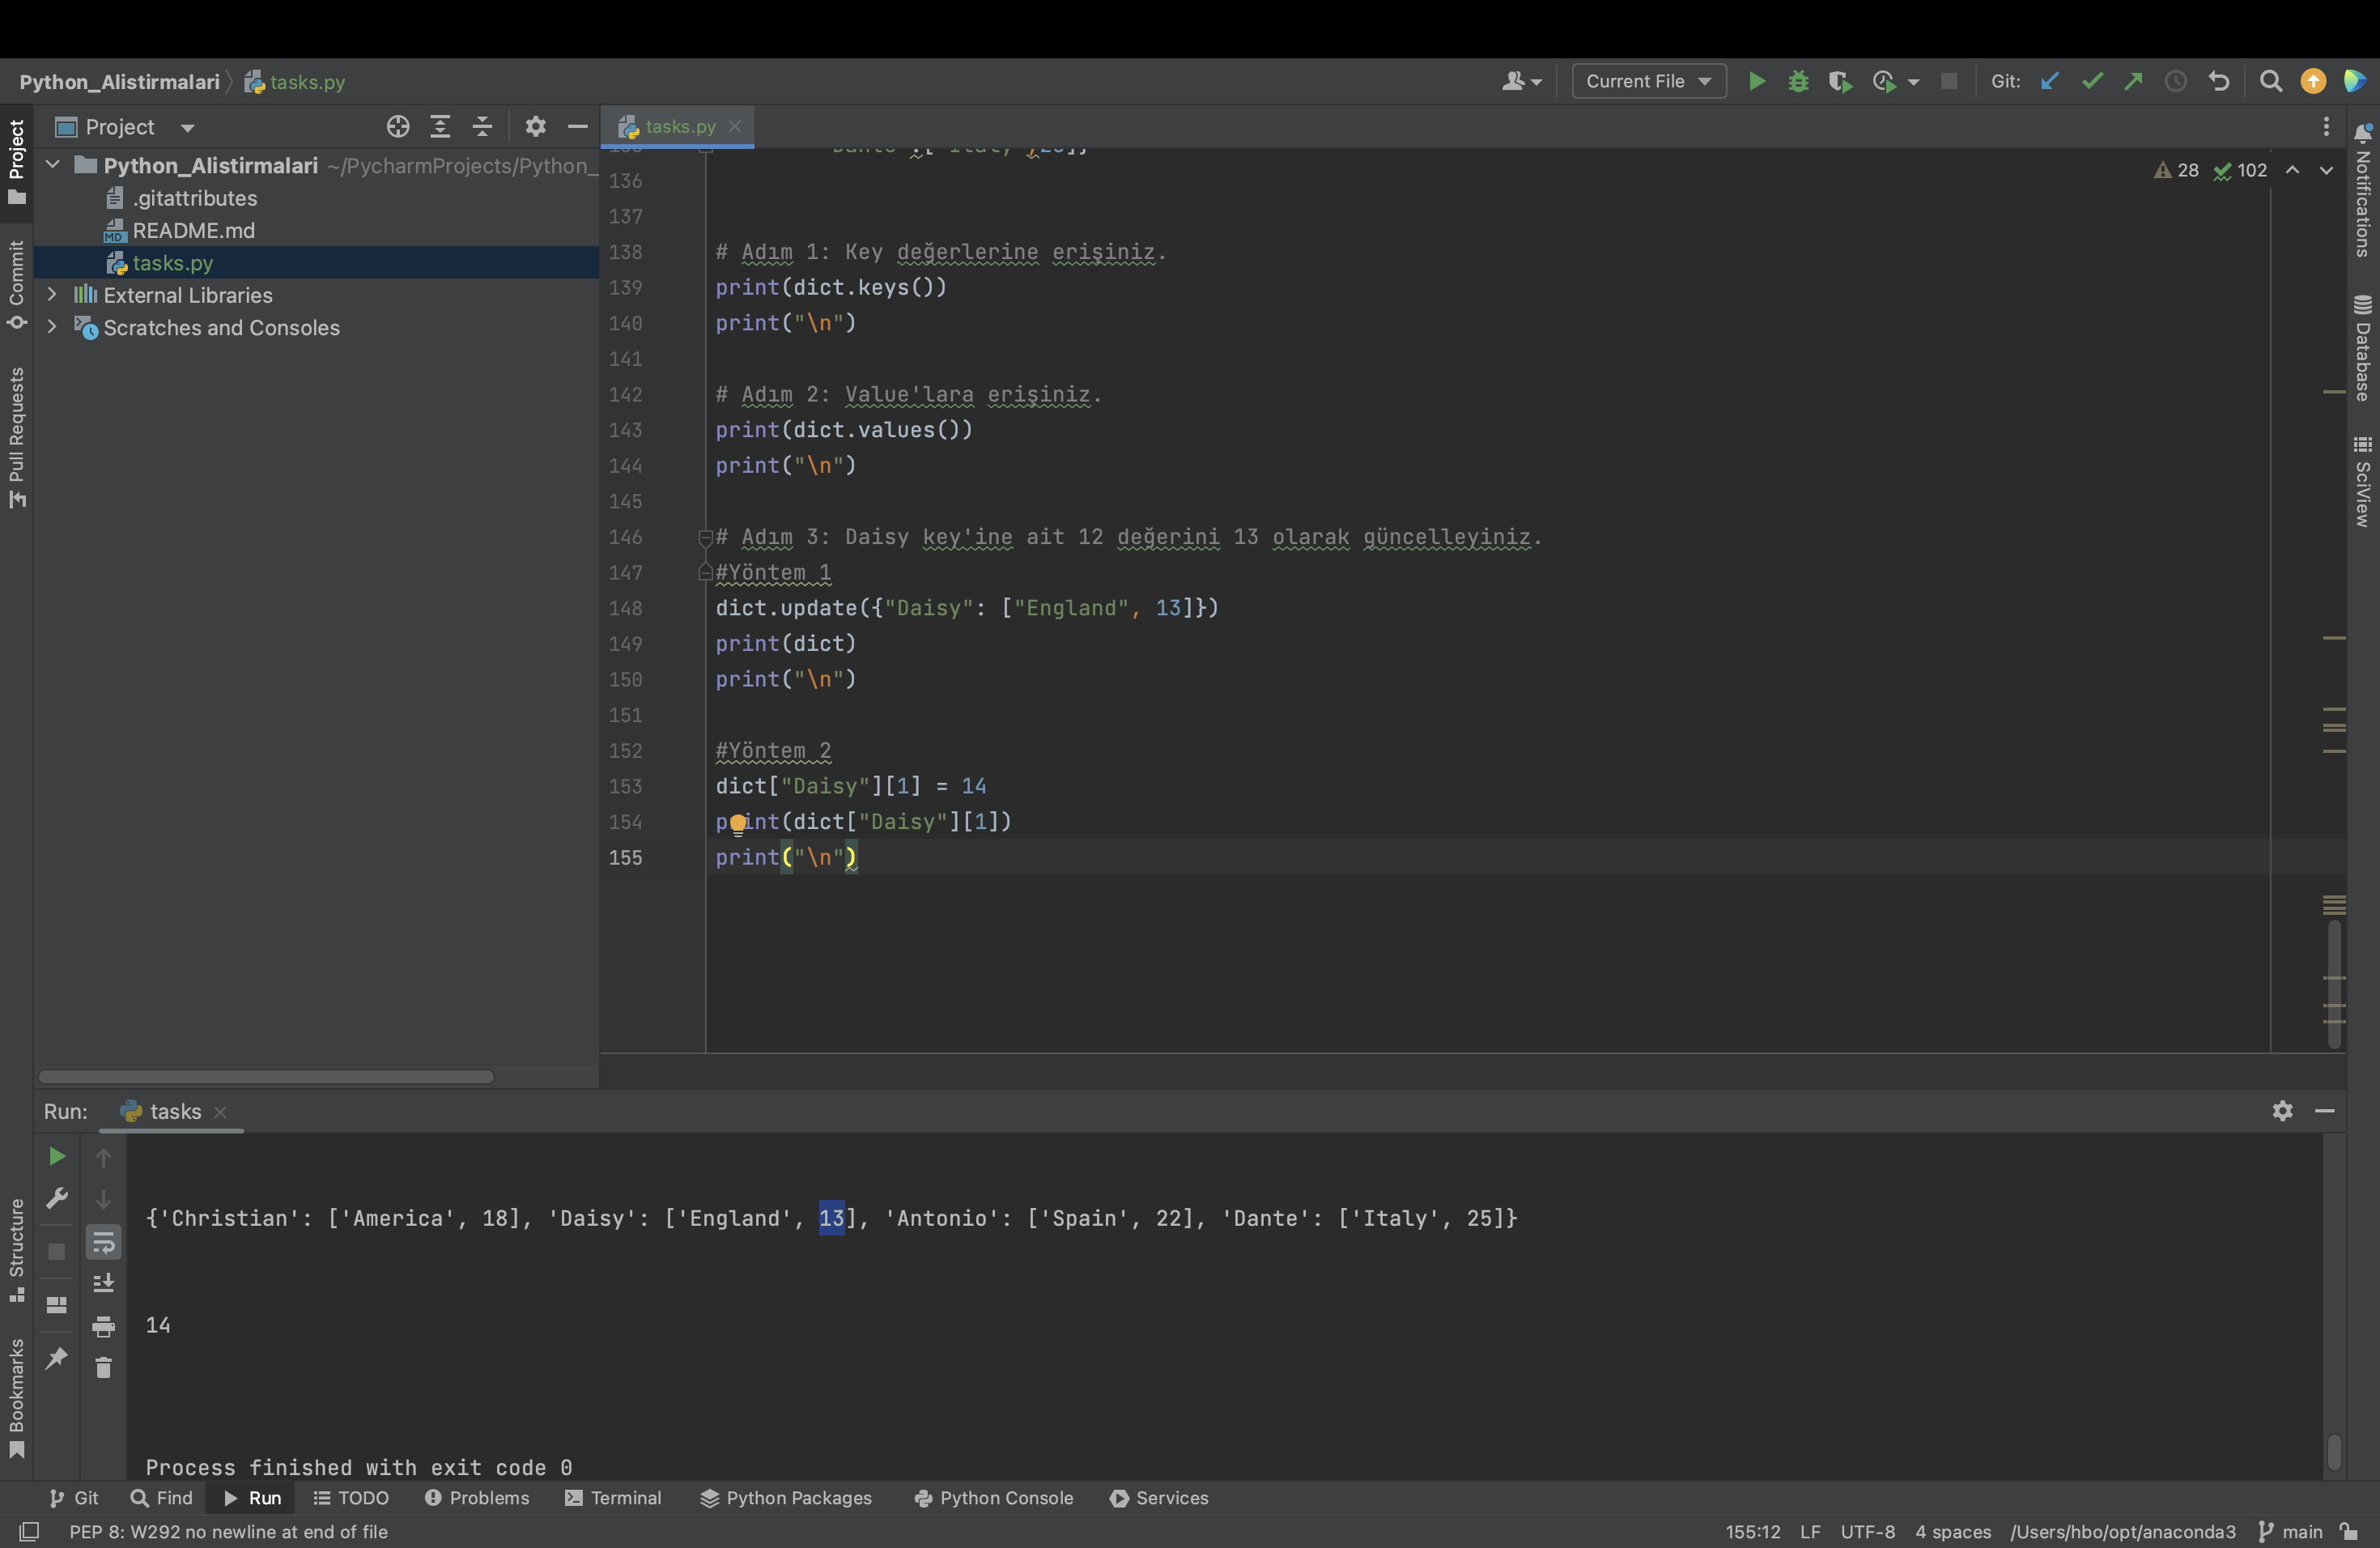 Python_Alistirmalari tasks.py
Current File Git:
Project
tasks.py
Python_Alistirmalari ~/PycharmProjects/Python_
.gitattributes
README.md
tasks.py
External Libraries
Scratches and Consoles
28 102
136
137
138 # Adım 1: Key değerlerine erişiniz.
139 print(dict.keys())
140 print("\n")
141
142 # Adım 2: Value'lara erişiniz.
143 print(dict.values())
144 print("\n")
145
146 # Adım 3: Daisy key'ine ait 12 değerini 13 olarak güncelleyiniz.
147 #Yöntem 1
148 dict.update({"Daisy": ["England", 13]})
149 print(dict)
150 print("\n")
151
152 #Yöntem 2
153 dict["Daisy"][1] = 14
154 print(dict["Daisy"][1])
155 print("\n")
Project
Commit
Pull Requests
Structure
Bookmarks
Notifications
Database
SciView
Run: tasks
{'Christian': ['America', 18], 'Daisy': ['England', 13], 'Antonio': ['Spain', 22], 'Dante': ['Italy', 25]}
14
Process finished with exit code 0
Git Find Run TODO Problems Terminal Python Packages Python Console Services
PEP 8: W292 no newline at end of file
155:12 LF UTF-8 4 spaces /Users/hbo/opt/anaconda3 main